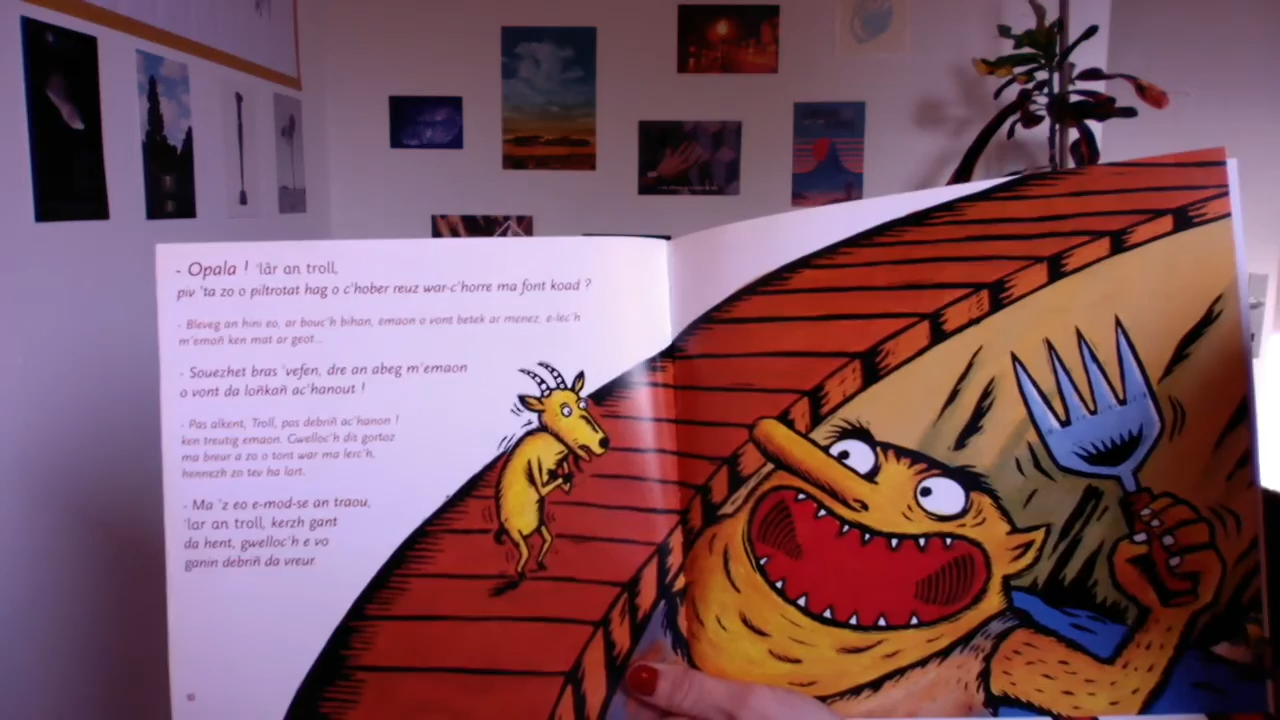 - Opala ! 'lâr an troll,
piv 'ta zo o piltrotat hag o c'hober reuz war-c'horre ma font koad ?
- Bleveg an hini eo, ar bouc'h bihan, emaon o vont betek ar menez, e-lec'h
m'emañ ken mat ar geot...
- Souezhet bras 'vefen, dre an abeg m'emaon
o vont da loñkañ ac'hanout !
- Pas alkent, Troll, pas debriñ ac'hanon !
ken treutig emaon. Gwelloc'h dit gortoz
ma breur a zo o tont war ma lerc'h,
hennezh zo tev ha lart.
- Ma 'z eo e-mod-se an traou,
'lar an troll, kerzh gant
da hent, gwelloc'h e vo
ganin debriñ da vreur
10